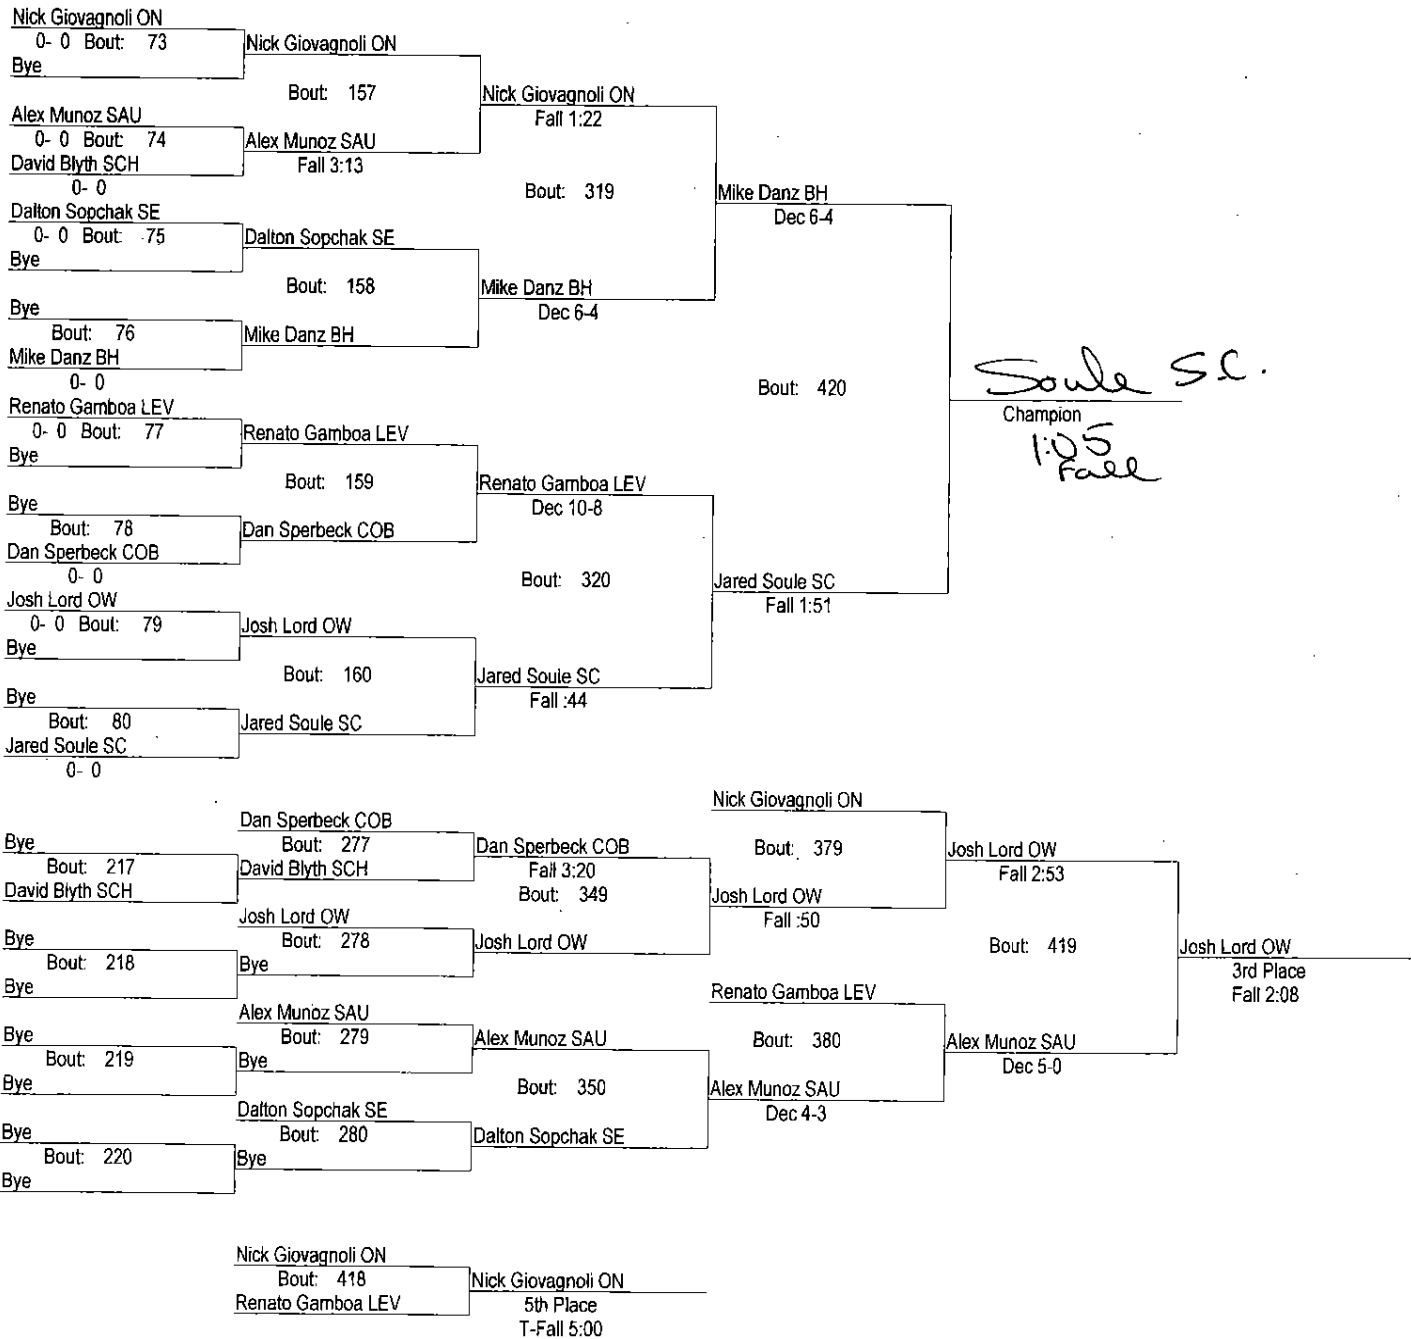 Nick Giovagnoli ON
0- 0 Bout: 73
Bye
Nick Giovagnoli ON
Bout: 157
Alex Munoz SAU
0- 0 Bout: 74
David Blyth SCH
0- 0
Alex Munoz SAU
Fall 3:13
Nick Giovagnoli ON
Fall 1:22
Bout: 319
Dalton Sopchak SE
0- 0 Bout: 75
Bye
Dalton Sopchak SE
Bout: 158
Bye
Bout: 76
Mike Danz BH
0- 0
Mike Danz BH
Mike Danz BH
Dec 6-4
Mike Danz BH
Dec 6-4
Bout: 420
Renato Gamboa LEV
0- 0 Bout: 77
Bye
Renato Gamboa LEV
Bout: 159
Bye
Bout: 78
Dan Sperbeck COB
0- 0
Dan Sperbeck COB
Renato Gamboa LEV
Dec 10-8
Bout: 320
Josh Lord OW
0- 0 Bout: 79
Bye
Josh Lord OW
Bout: 160
Bye
Bout: 80
Jared Soule SC
0- 0
Jared Soule SC
Jared Soule SC
Fall :44
Jared Soule SC
Fall 1:51
Soule S.C.
Champion
1:05
Fall
Bye
Bout: 217
David Blyth SCH
Dan Sperbeck COB
Bout: 277
David Blyth SCH
Dan Sperbeck COB
Fall 3:20
Bout: 349
Bye
Bout: 218
Bye
Josh Lord OW
Bout: 278
Bye
Josh Lord OW
Nick Giovagnoli ON
Bout: 379
Josh Lord OW
Fall :50
Josh Lord OW
Fall 2:53
Bout: 419
Bye
Bout: 219
Bye
Alex Munoz SAU
Bout: 279
Bye
Alex Munoz SAU
Bout: 350
Bye
Bout: 220
Bye
Dalton Sopchak SE
Bout: 280
Bye
Dalton Sopchak SE
Renato Gamboa LEV
Bout: 380
Alex Munoz SAU
Dec 4-3
Alex Munoz SAU
Dec 5-0
Josh Lord OW
3rd Place
Fall 2:08
Nick Giovagnoli ON
Bout: 418
Renato Gamboa LEV
Nick Giovagnoli ON
5th Place
T-Fall 5:00